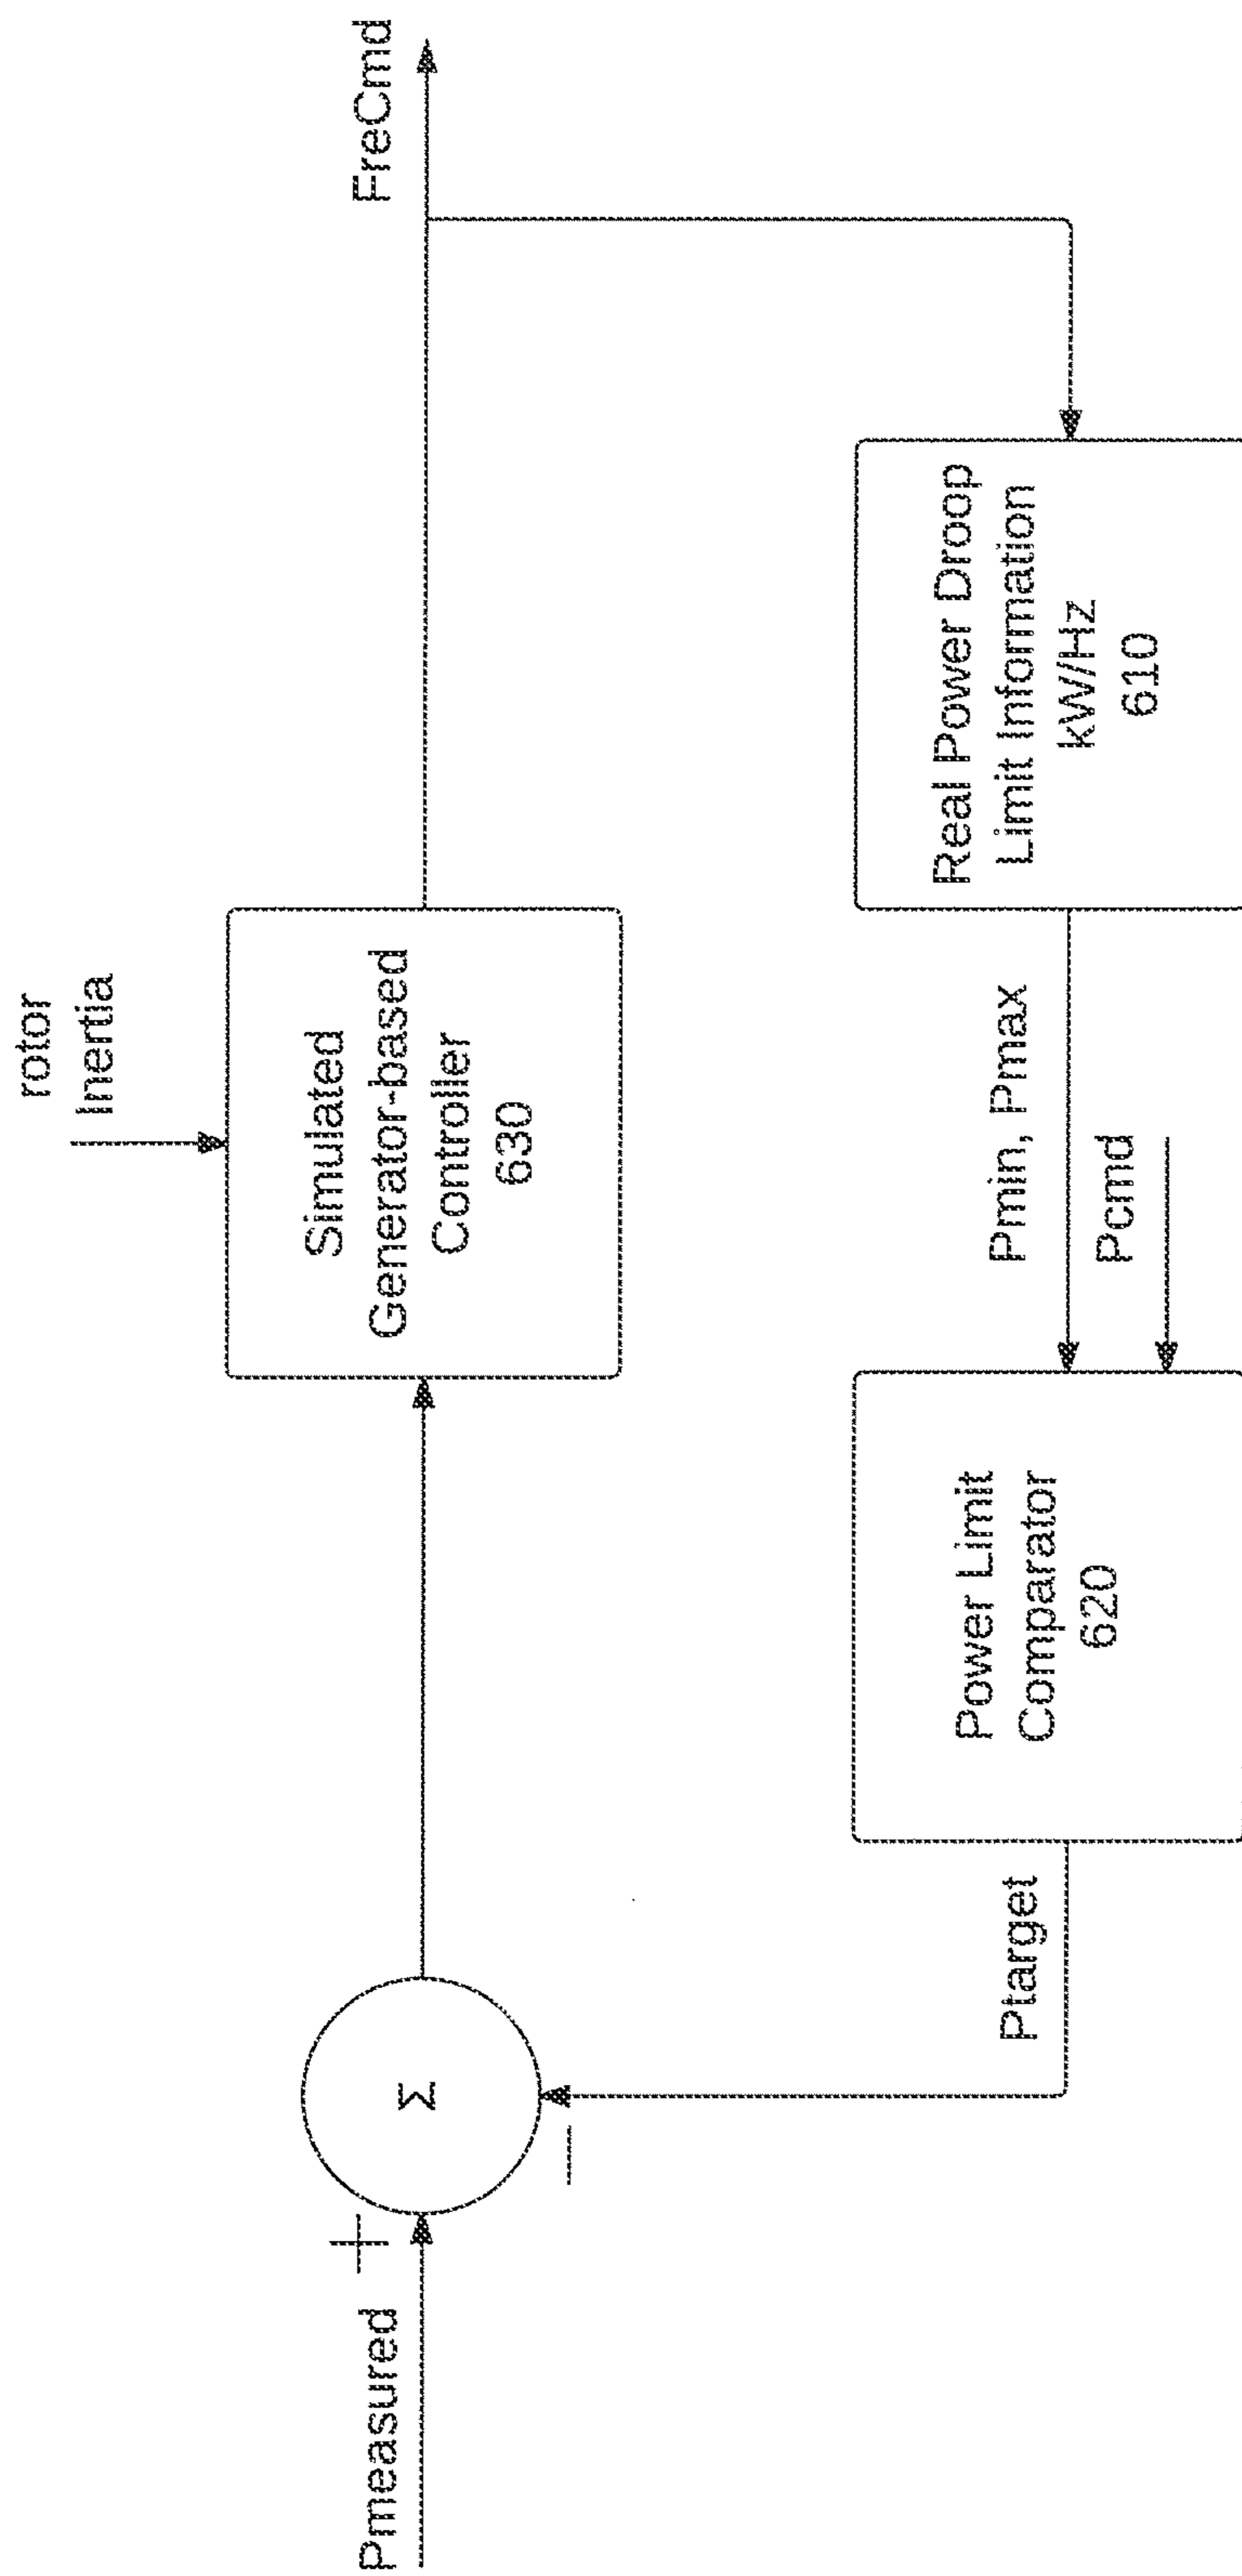 rotor
Inertia
FreCmd
Simulated
Generator-based
Controller
630
Pmeasured
+
Σ
—
Ptarget
Power Limit
Comparator
620
Pmin, Pmax
Pcmd
Real Power Droop
Limit Information
kW/Hz
610